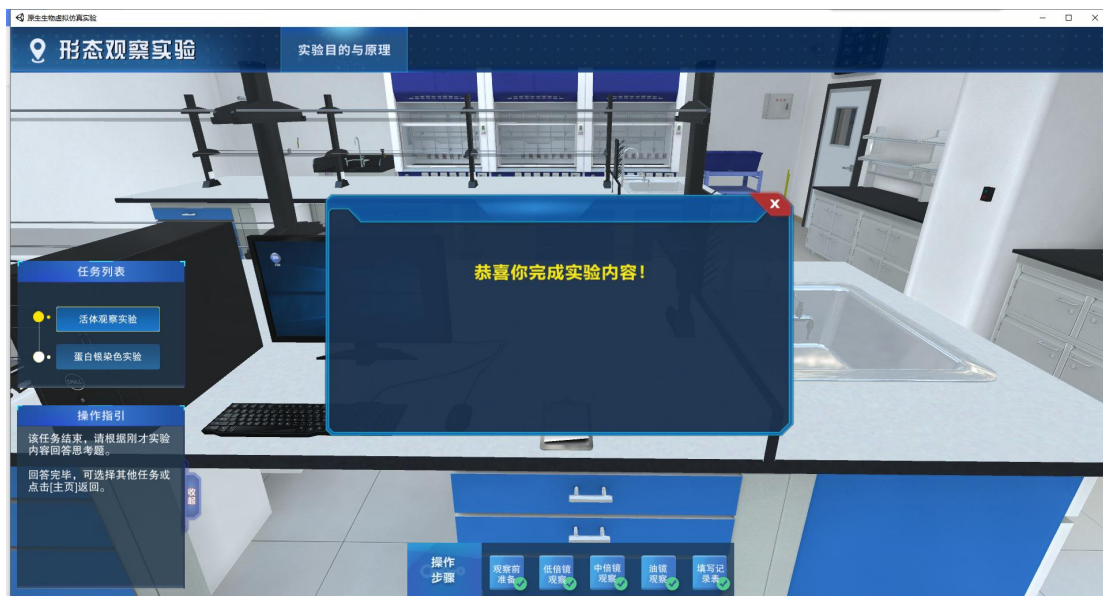 原生生物虚拟仿真实验
形态观察实验
实验目的与原理
X
恭喜你完成实验内容！
任务列表
活体观察实验
蛋白银染色实验
DELL
操作指引
该任务结束，请根据刚才实验
内容回答思考题。
回答完毕，可选择其他任务或
点击[主页]返回。
收起
操作
步骤
观察前
准备
低倍镜
观察
中倍镜
观察
油镜
观察
填写记
录表